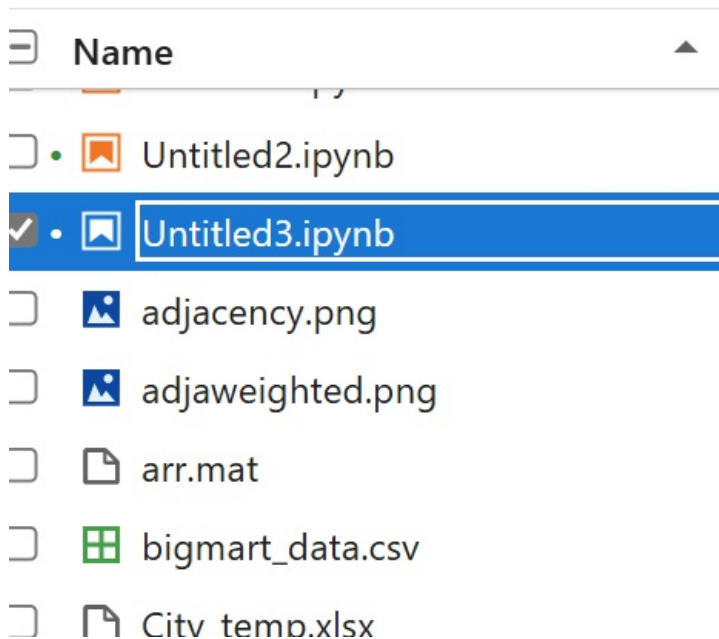 Name
Untitled2.ipynb
Untitled3.ipynb
adjacency.png
adjaweighted.png
arr.mat
bigmart_data.csv
City_temp.xlsx